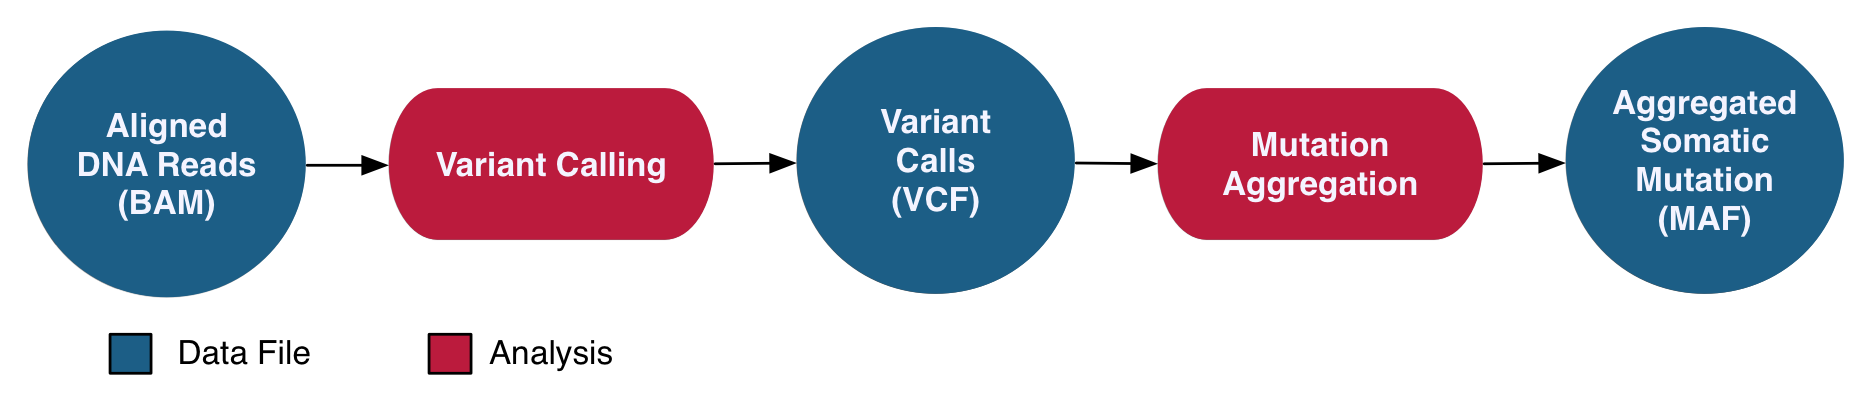 Aligned
DNA Reads
(BAM)
Variant Calling
Variant
Calls
(VCF)
Mutation
Aggregation
Aggregated
Somatic
Mutation
(MAF)
Data File
Analysis